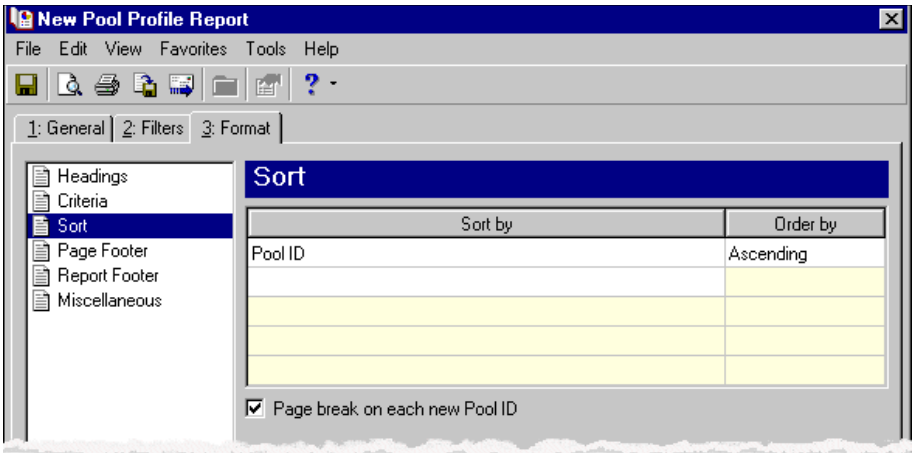 New Pool Profile Report
File Edit View Favorites Tools Help
1: General 2: Filters 3: Format
Headings
Criteria
Sort
Page Footer
Report Footer
Miscellaneous
Sort
Sort by Order by
Pool ID Ascending
Page break on each new Pool ID